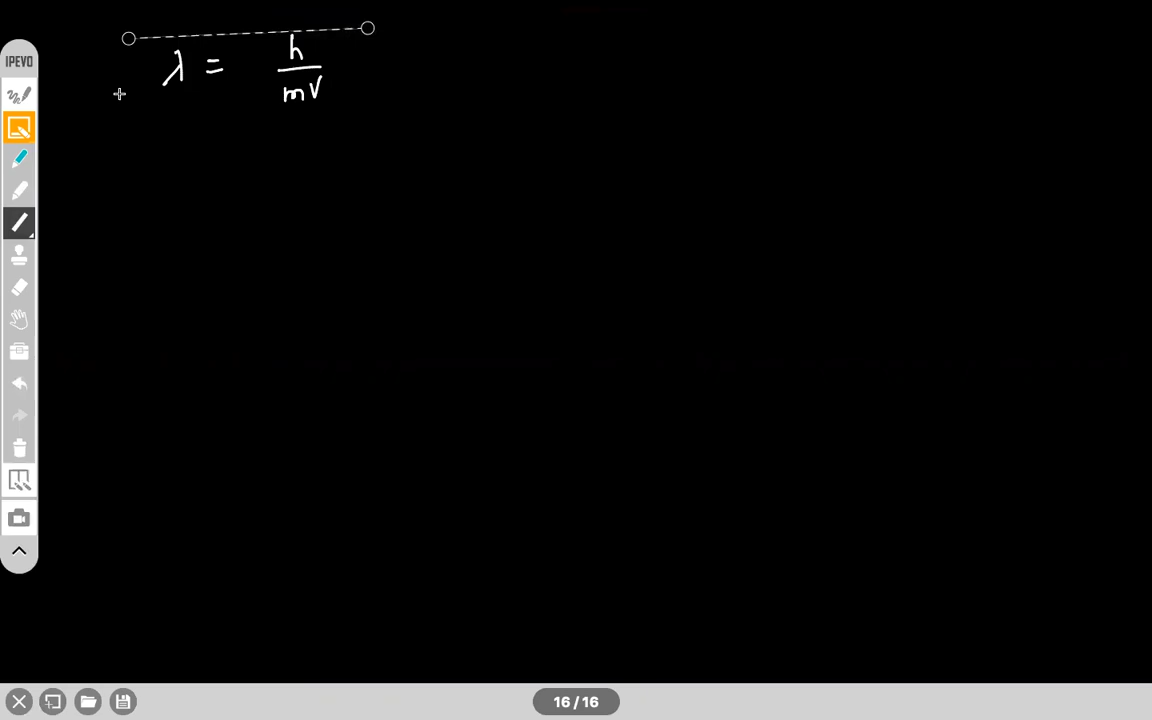 IPEVO
λ = h/mV
16/16